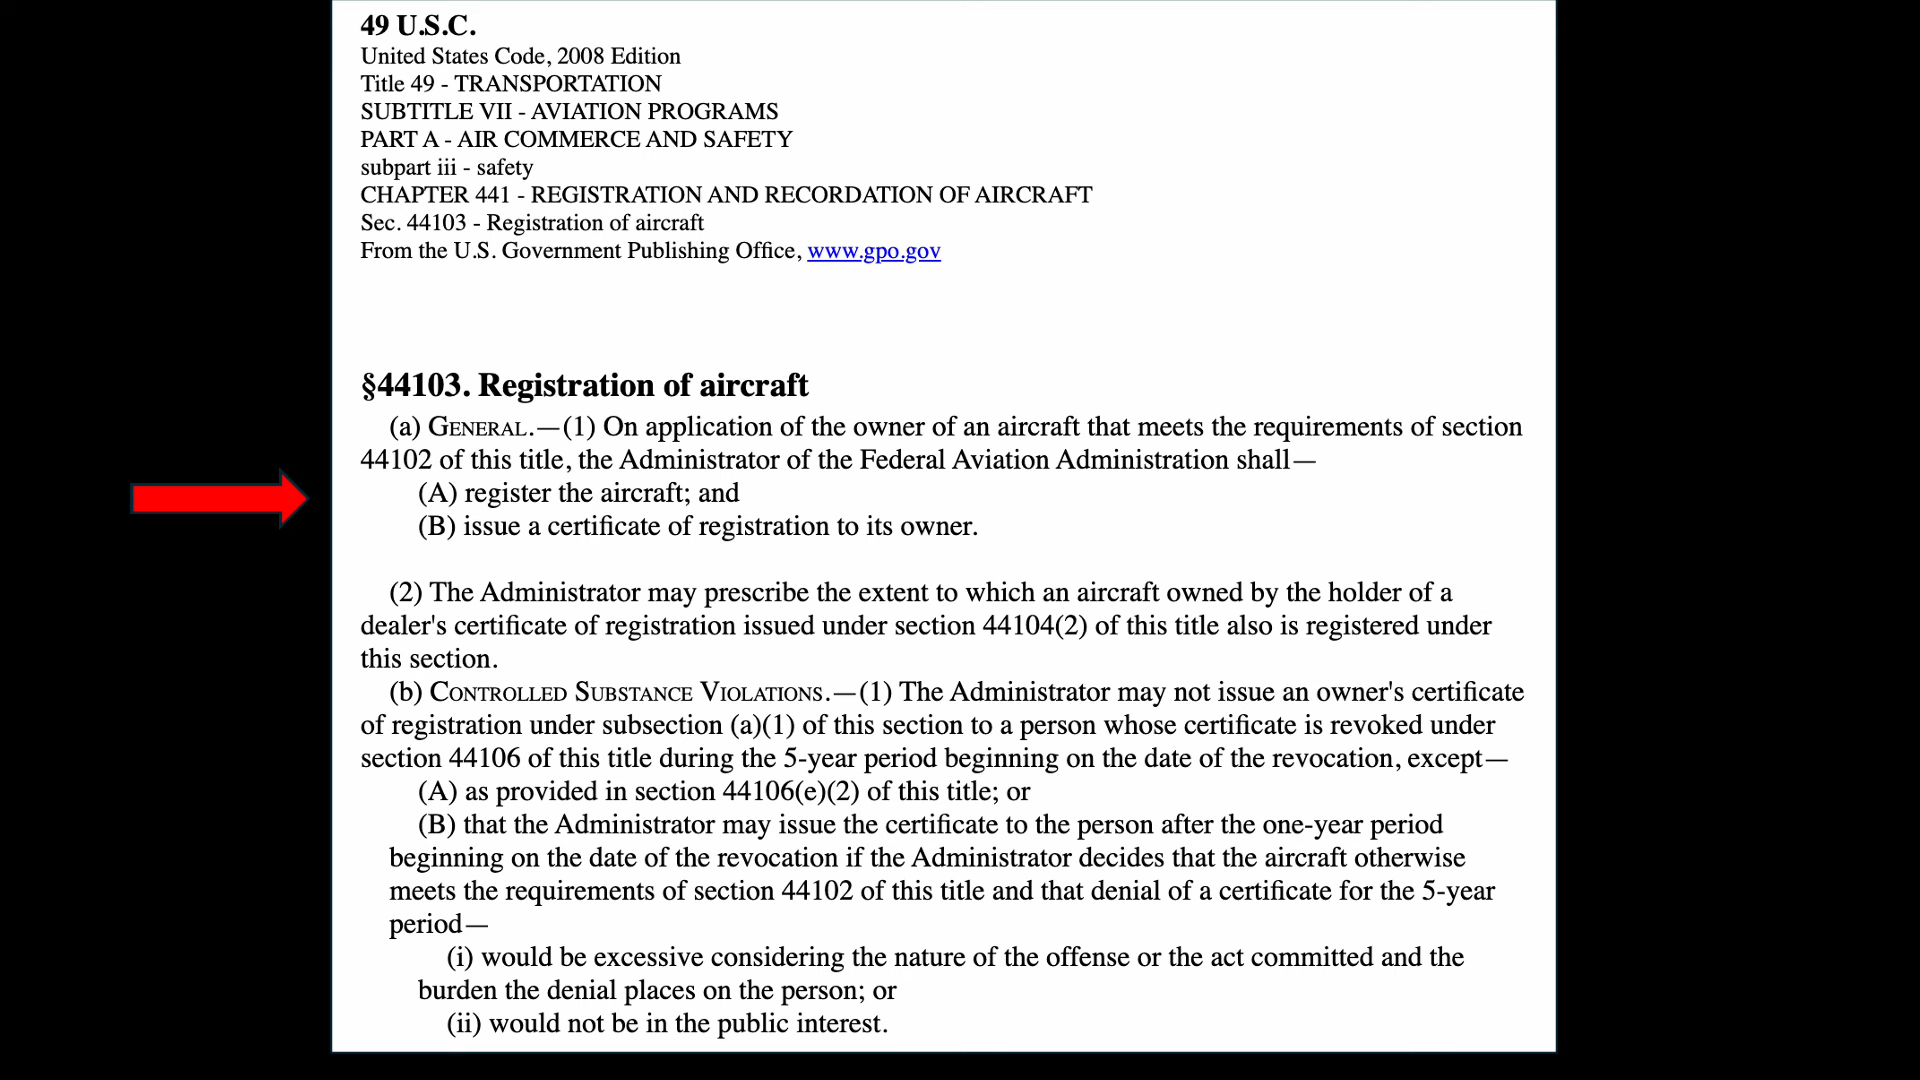 49 U.S.C.
United States Code, 2008 Edition
Title 49 - TRANSPORTATION
SUBTITLE VII - AVIATION PROGRAMS
PART A - AIR COMMERCE AND SAFETY
subpart iii - safety
CHAPTER 441 - REGISTRATION AND RECORDATION OF AIRCRAFT
Sec. 44103 - Registration of aircraft
From the U.S. Government Publishing Office, www.gpo.gov
§44103. Registration of aircraft
(a) GENERAL.—(1) On application of the owner of an aircraft that meets the requirements of section
44102 of this title, the Administrator of the Federal Aviation Administration shall—
(A) register the aircraft; and
(B) issue a certificate of registration to its owner.
(2) The Administrator may prescribe the extent to which an aircraft owned by the holder of a
dealer's certificate of registration issued under section 44104(2) of this title also is registered under
this section.
(b) CONTROLLED SUBSTANCE VIOLATIONS.—(1) The Administrator may not issue an owner's certificate
of registration under subsection (a)(1) of this section to a person whose certificate is revoked under
section 44106 of this title during the 5-year period beginning on the date of the revocation, except—
(A) as provided in section 44106(e)(2) of this title; or
(B) that the Administrator may issue the certificate to the person after the one-year period
beginning on the date of the revocation if the Administrator decides that the aircraft otherwise
meets the requirements of section 44102 of this title and that denial of a certificate for the 5-year
period—
(i) would be excessive considering the nature of the offense or the act committed and the
burden the denial places on the person; or
(ii) would not be in the public interest.